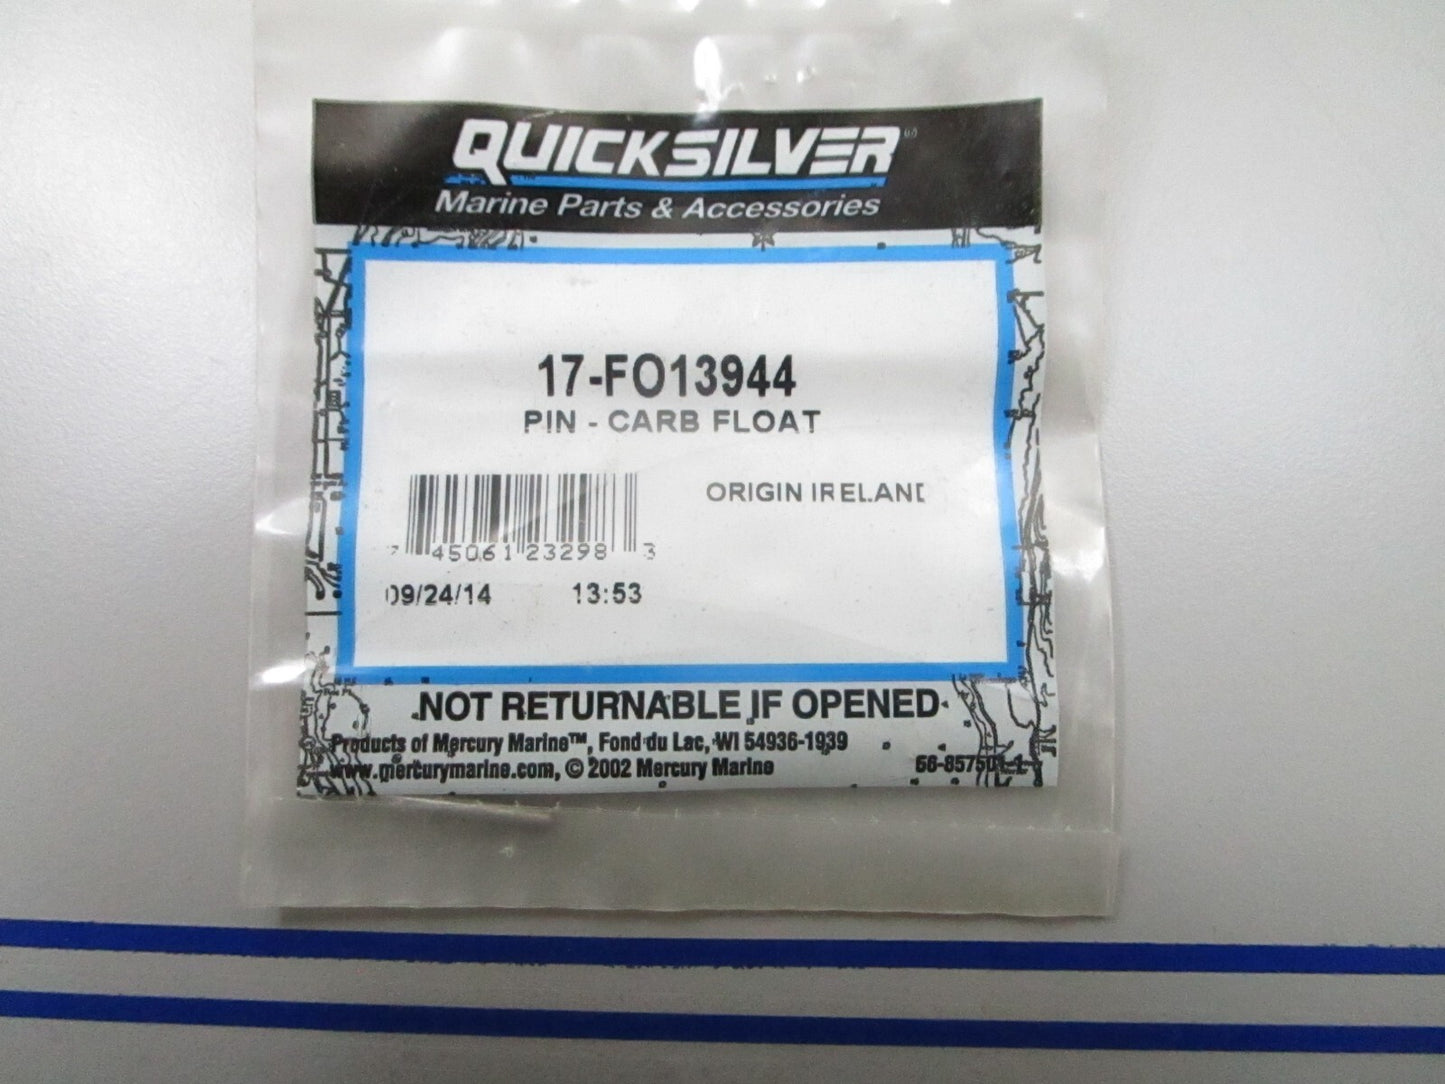 QUICKSILVER®
Marine Parts & Accessories
17-FO13944
PIN - CARB FLOAT
ORIGIN IRELAND
7 45061 23298 3
09/24/14 13:53
NOT RETURNABLE IF OPENED
Products of Mercury Marine™, Fond du Lac, WI 54936-1939
www.mercurymarine.com, © 2002 Mercury Marine